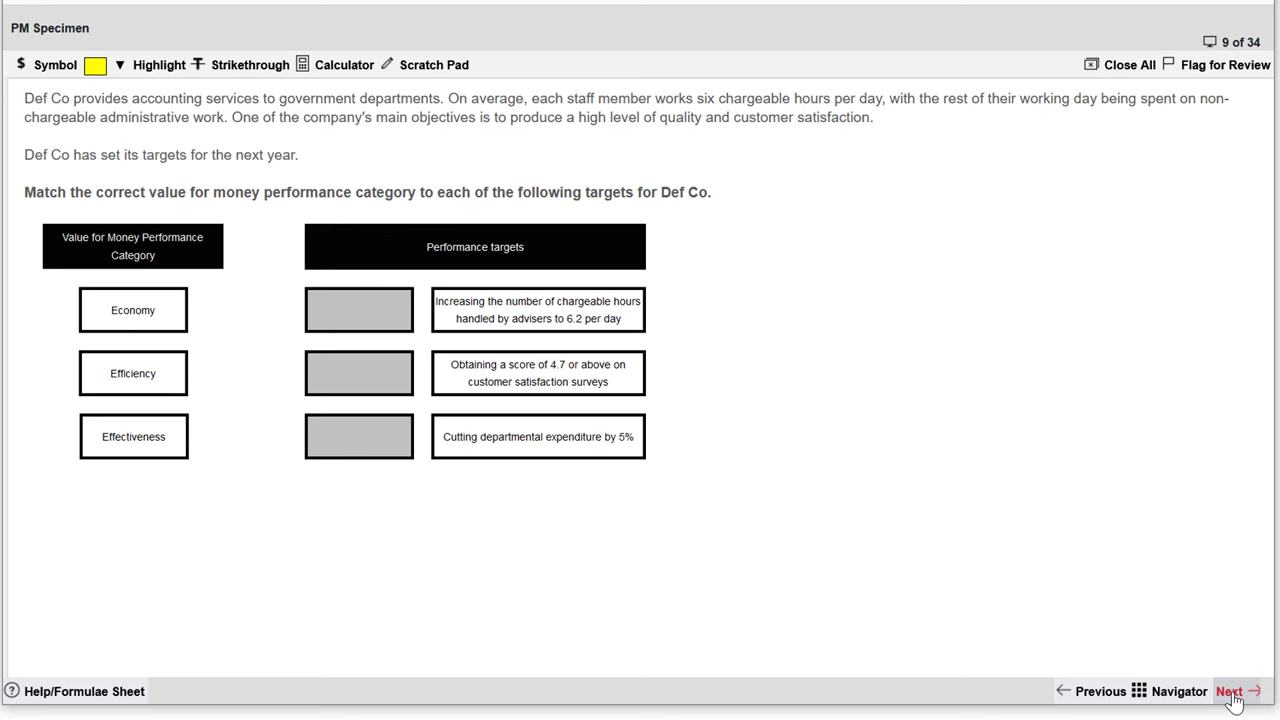 PM Specimen
9 of 34
$ Symbol ▼ Highlight Strikethrough Calculator Scratch Pad Close All Flag for Review
Def Co provides accounting services to government departments. On average, each staff member works six chargeable hours per day, with the rest of their working day being spent on non-
chargeable administrative work. One of the company's main objectives is to produce a high level of quality and customer satisfaction.
Def Co has set its targets for the next year.
Match the correct value for money performance category to each of the following targets for Def Co.
Value for Money Performance
Category
Performance targets
Economy
Increasing the number of chargeable hours
handled by advisers to 6.2 per day
Efficiency
Obtaining a score of 4.7 or above on
customer satisfaction surveys
Effectiveness
Cutting departmental expenditure by 5%
? Help/Formulae Sheet ← Previous Navigator Next →